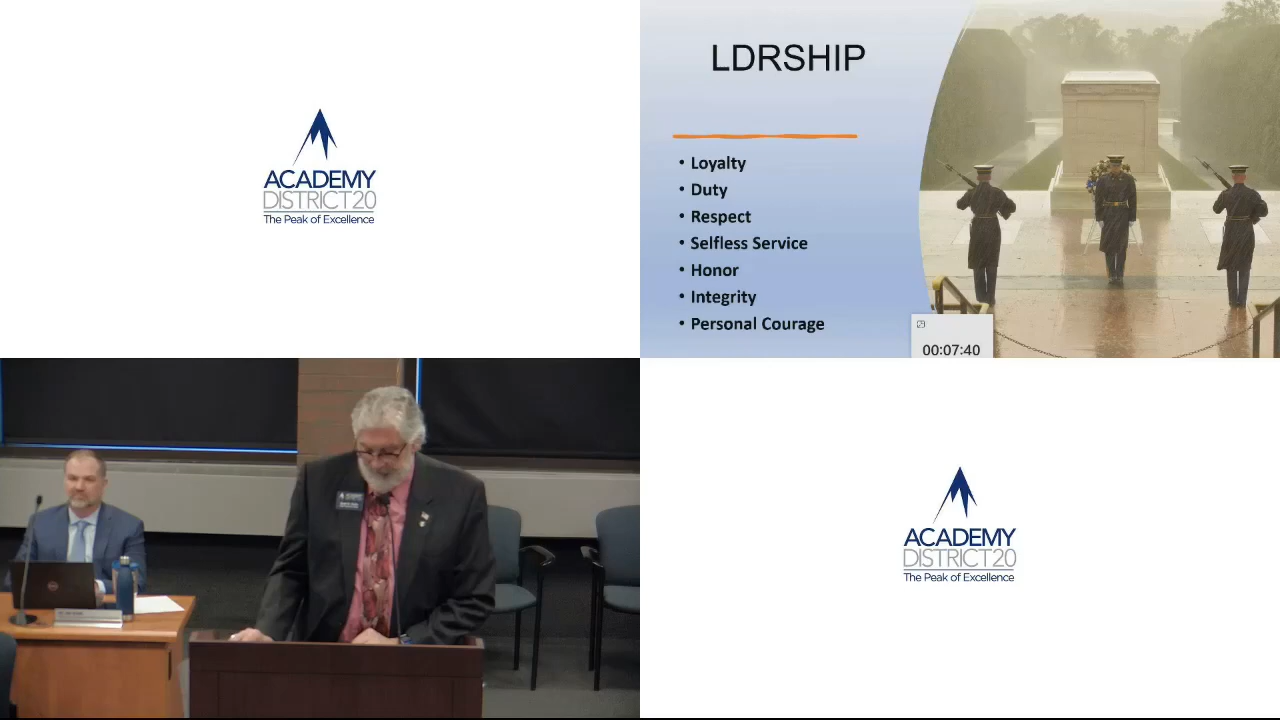 ACADEMY
DISTRICT20
The Peak of Excellence
LDRSHIP
• Loyalty
• Duty
• Respect
• Selfless Service
• Honor
• Integrity
• Personal Courage
00:07:40
ACADEMY
ACADEMY
DISTRICT20
The Peak of Excellence